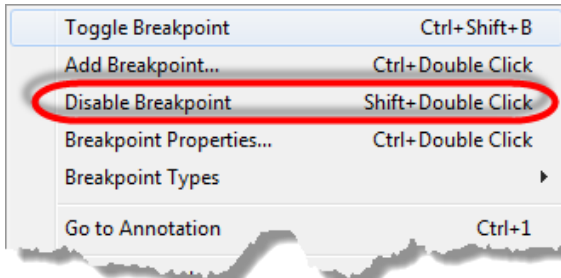 Toggle Breakpoint Ctrl+Shift+B
Add Breakpoint... Ctrl+Double Click
Disable Breakpoint Shift+Double Click
Breakpoint Properties... Ctrl+Double Click
Breakpoint Types
Go to Annotation Ctrl+1